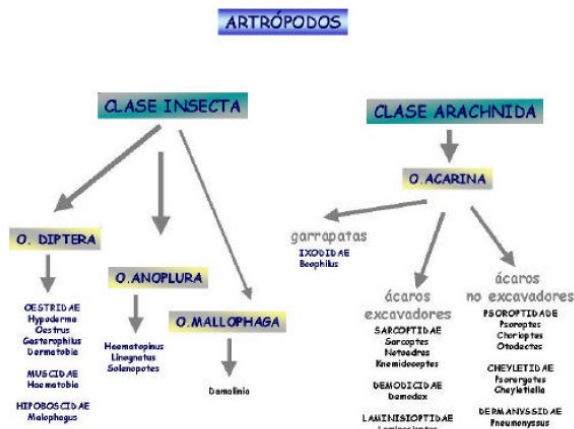 ARTRÓPODOS
CLASE INSECTA
O. DIPTERA
OESTRIDAE
Hypoderma
Oestrus
Gasterophilus
Dermatobia
MUSCIDAE
Haematobia
HIPOBOSCIDAE
Melophagus
O.ANOPLURA
Haematopinus
Linognatus
Solenopotes
O.MALLOPHAGA
Damalinia
CLASE ARACHNIDA
O.ACARINA
garrapatas
IXODIDAE
Boophilus
ácaros
excavadores
SARCOPTIDAE
Sarcoptes
Notoedres
Knemidocoptes
DEMODICIDAE
Demodex
LAMINISIOPTIDAE
ácaros
no excavadores
PSOROPTIDADE
Psoroptes
Chorioptes
Otodectes
CHEYLETIDAE
Psorergates
Cheyletiella
DERMANYSSIDAE
Pneumonyssus